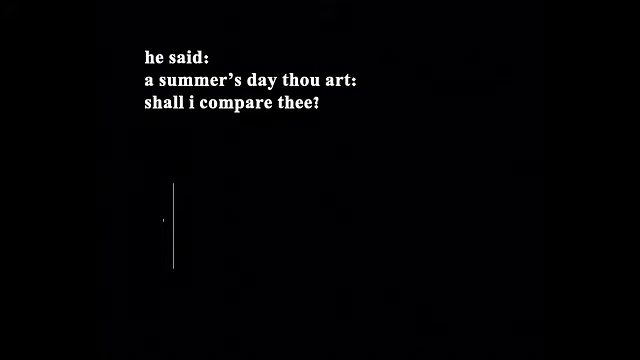 he said:
a summer’s day thou art:
shall i compare thee?